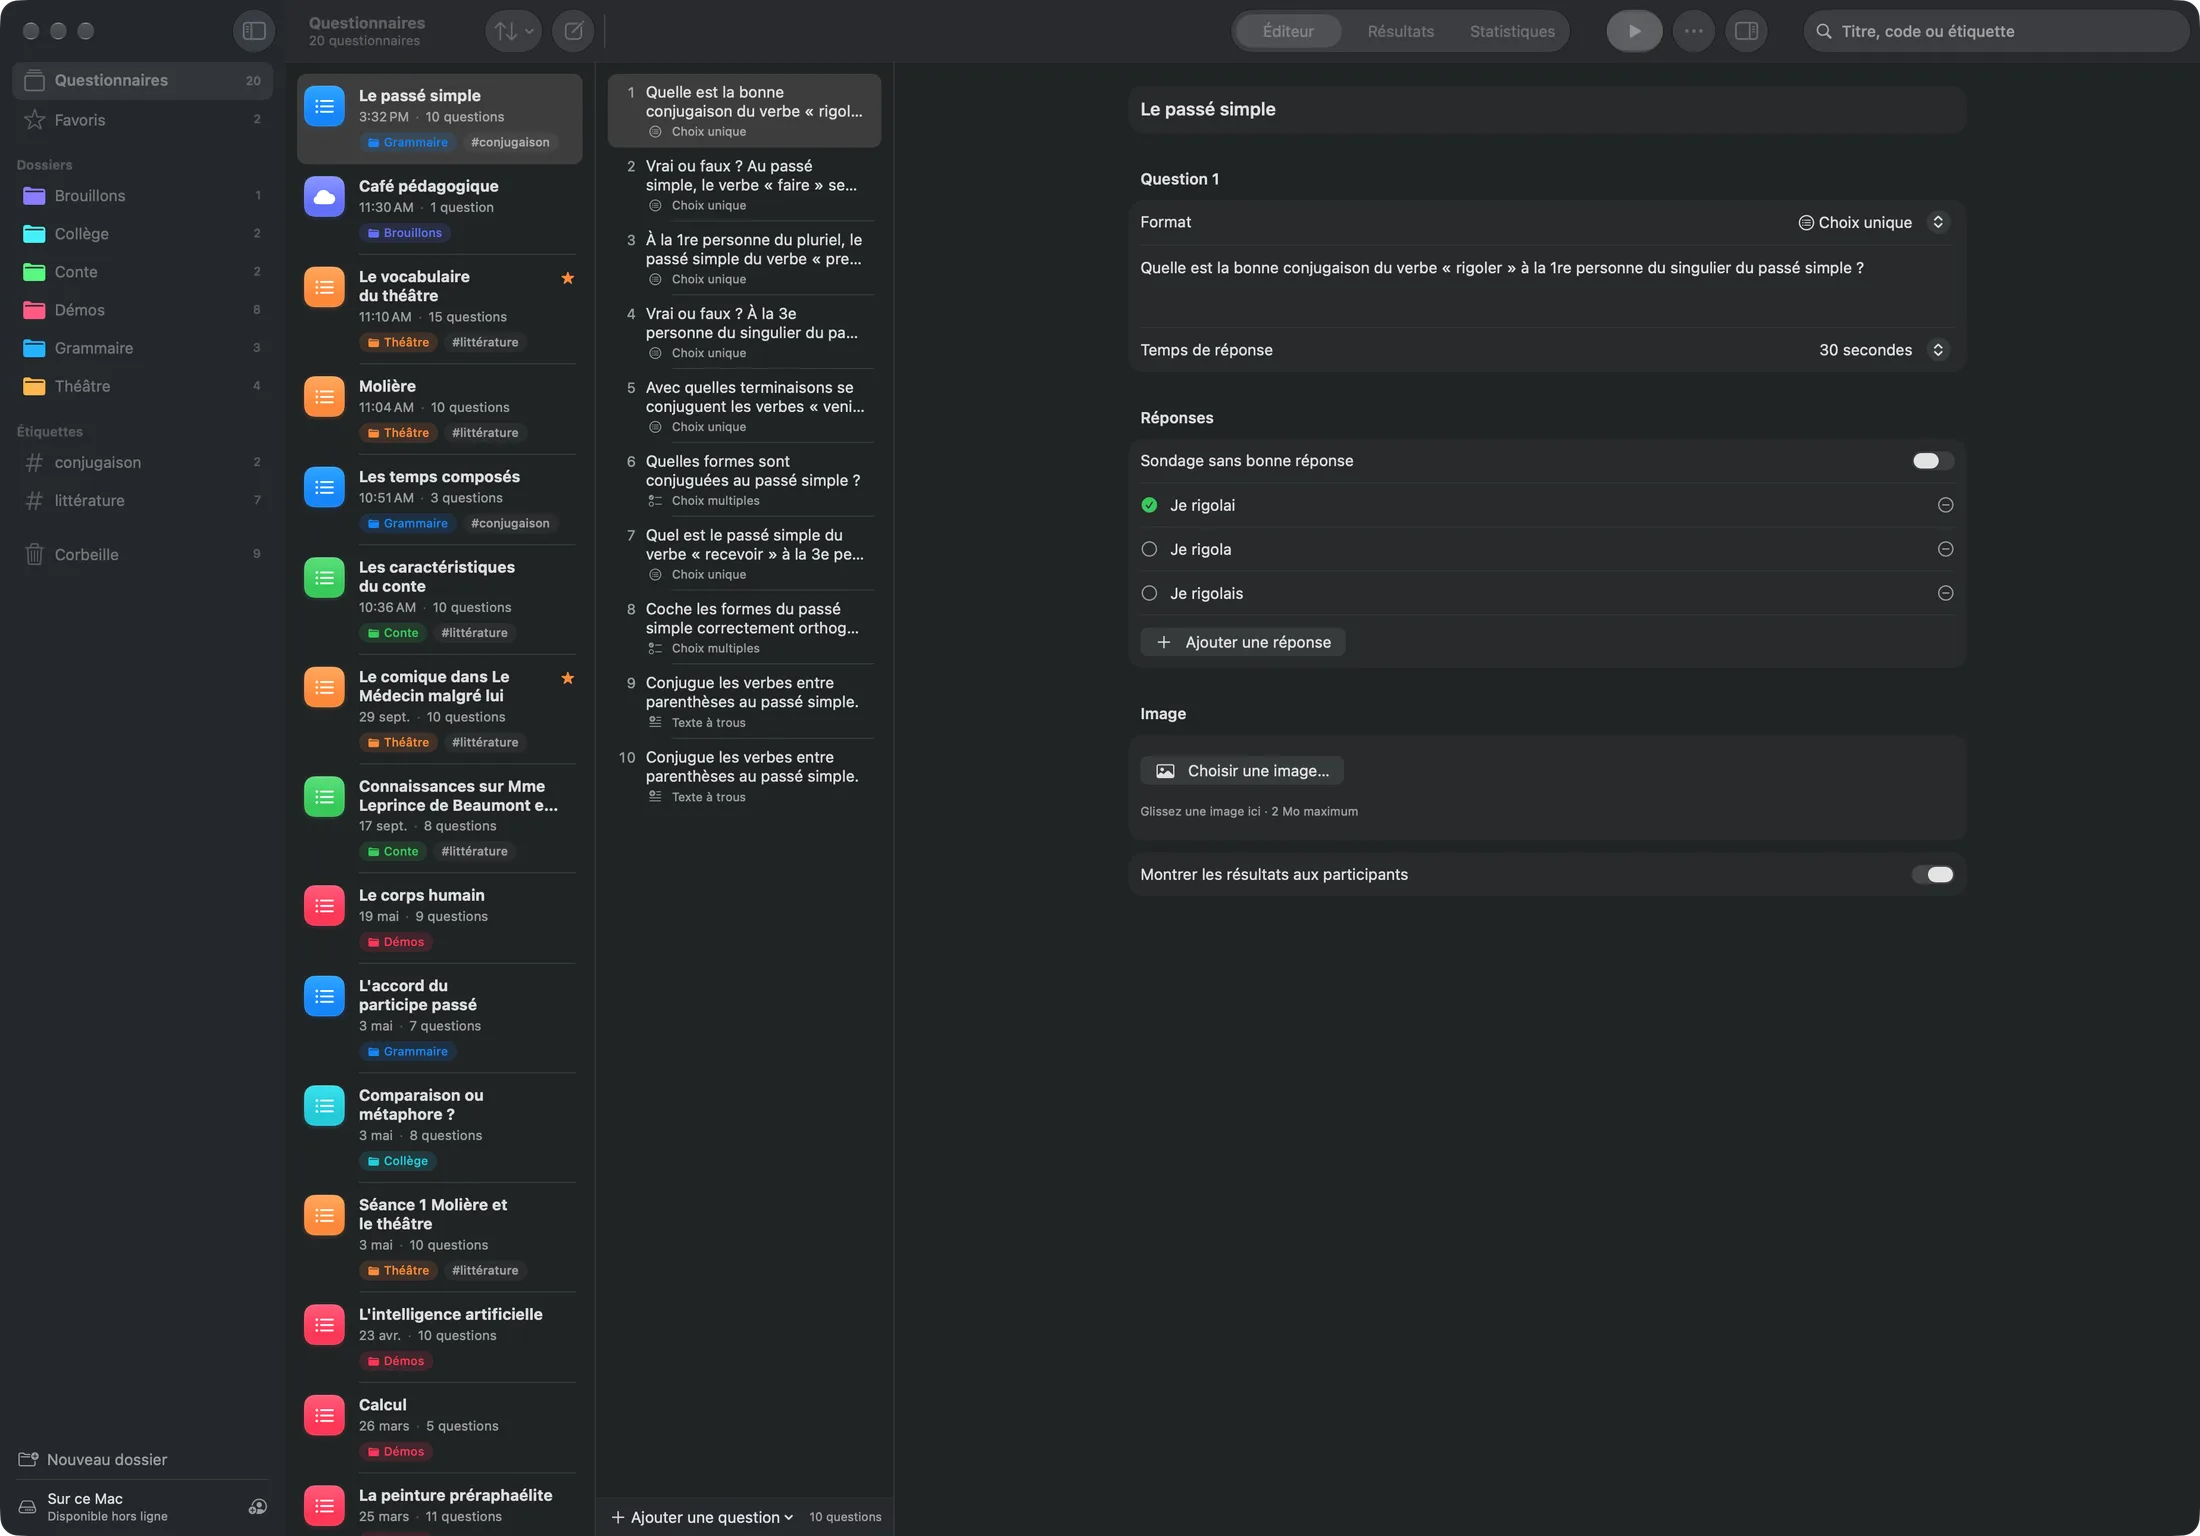 Questionnaires
20 questionnaires
Éditeur
Résultats
Statistiques
Titre, code ou étiquette
Questionnaires 20
Favoris 2
Dossiers
Brouillons 1
Collège 2
Conte 2
Démos 8
Grammaire 3
Théâtre 4
Étiquettes
# conjugaison 2
# littérature 7
Corbeille 9
Nouveau dossier
Sur ce Mac
Disponible hors ligne
Le passé simple
3:32 PM · 10 questions
Grammaire #conjugaison
Café pédagogique
11:30 AM · 1 question
Brouillons
Le vocabulaire
du théâtre
11:10 AM · 15 questions
Théâtre #littérature
Molière
11:04 AM · 10 questions
Théâtre #littérature
Les temps composés
10:51 AM · 3 questions
Grammaire #conjugaison
Les caractéristiques
du conte
10:36 AM · 10 questions
Conte #littérature
Le comique dans Le
Médecin malgré lui
29 sept. · 10 questions
Théâtre #littérature
Connaissances sur Mme
Leprince de Beaumont e...
17 sept. · 8 questions
Conte #littérature
Le corps humain
19 mai · 9 questions
Démos
L'accord du
participe passé
3 mai · 7 questions
Grammaire
Comparaison ou
métaphore ?
3 mai · 8 questions
Collège
Séance 1 Molière et
le théâtre
3 mai · 10 questions
Théâtre #littérature
L'intelligence artificielle
23 avr. · 10 questions
Démos
Calcul
26 mars · 5 questions
Démos
La peinture préraphaélite
25 mars · 11 questions
1 Quelle est la bonne
conjugaison du verbe « rigol...
Choix unique
2 Vrai ou faux ? Au passé
simple, le verbe « faire » se...
Choix unique
3 À la 1re personne du pluriel, le
passé simple du verbe « pre...
Choix unique
4 Vrai ou faux ? À la 3e
personne du singulier du pa...
Choix unique
5 Avec quelles terminaisons se
conjuguent les verbes « veni...
Choix unique
6 Quelles formes sont
conjuguées au passé simple ?
Choix multiples
7 Quel est le passé simple du
verbe « recevoir » à la 3e pe...
Choix unique
8 Coche les formes du passé
simple correctement orthog...
Choix multiples
9 Conjugue les verbes entre
parenthèses au passé simple.
Texte à trous
10 Conjugue les verbes entre
parenthèses au passé simple.
Texte à trous
+ Ajouter une question 10 questions
Le passé simple
Question 1
Format Choix unique
Quelle est la bonne conjugaison du verbe « rigoler » à la 1re personne du singulier du passé simple ?
Temps de réponse 30 secondes
Réponses
Sondage sans bonne réponse
Je rigolai
Je rigola
Je rigolais
+ Ajouter une réponse
Image
Choisir une image...
Glissez une image ici · 2 Mo maximum
Montrer les résultats aux participants